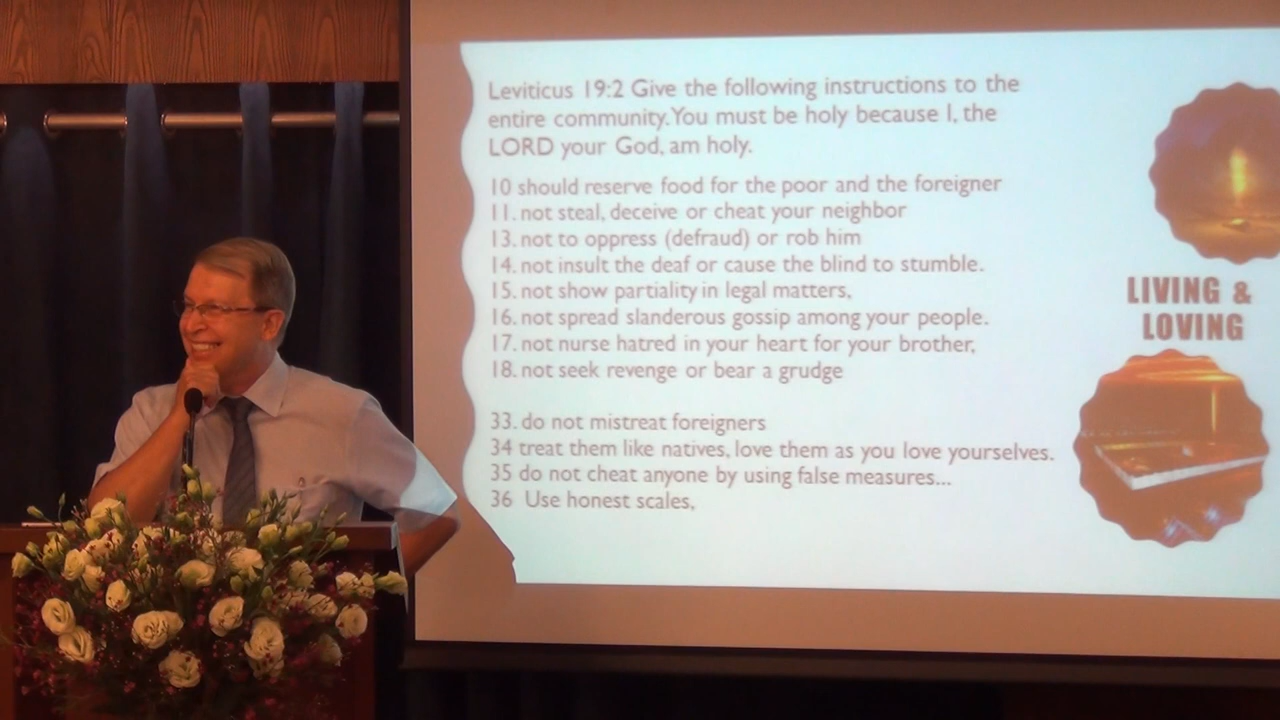 Leviticus 19:2 Give the following instructions to the
entire community. You must be holy because I, the
LORD your God, am holy.
10 should reserve food for the poor and the foreigner
11. not steal, deceive or cheat your neighbor
13. not to oppress (defraud) or rob him
14. not insult the deaf or cause the blind to stumble.
15. not show partiality in legal matters,
16. not spread slanderous gossip among your people.
17. not nurse hatred in your heart for your brother,
18. not seek revenge or bear a grudge
33. do not mistreat foreigners
34 treat them like natives, love them as you love yourselves.
35 do not cheat anyone by using false measures...
36 Use honest scales,
LIVING &
LOVING